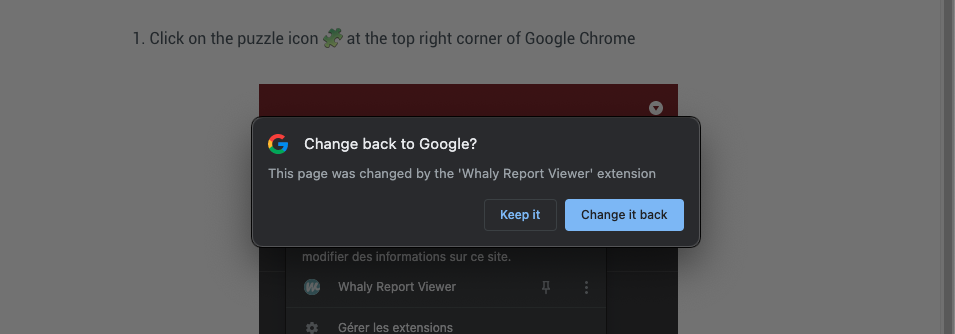 1. Click on the puzzle icon 🧩 at the top right corner of Google Chrome
Change back to Google?
This page was changed by the 'Whaly Report Viewer' extension
Keep it
Change it back
modifier des informations sur ce site.
Whaly Report Viewer
Gérer les extensions